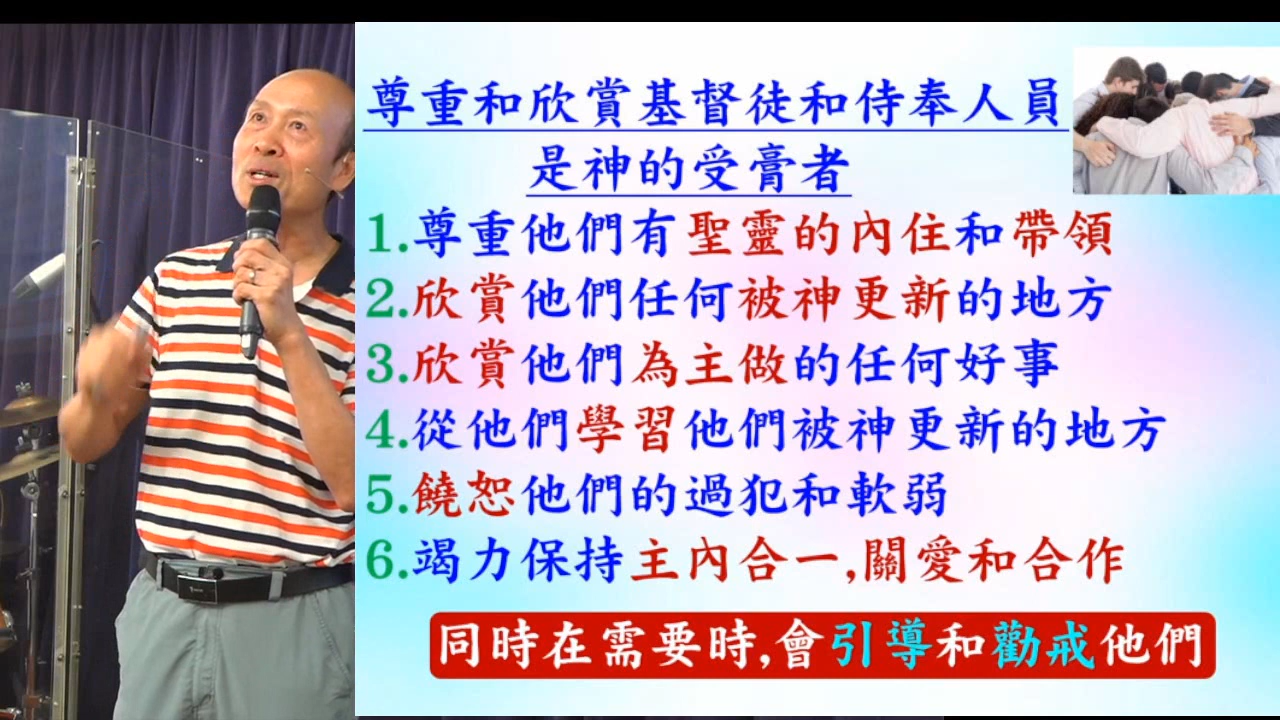 尊重和欣賞基督徒和侍奉人員
是神的受膏者
1.尊重他們有聖靈的內住和帶領
2.欣賞他們任何被神更新的地方
3.欣賞他們為主做的任何好事
4.從他們學習他們被神更新的地方
5.饒恕他們的過犯和軟弱
6.竭力保持主內合一,關愛和合作
同時在需要時,會引導和勸戒他們